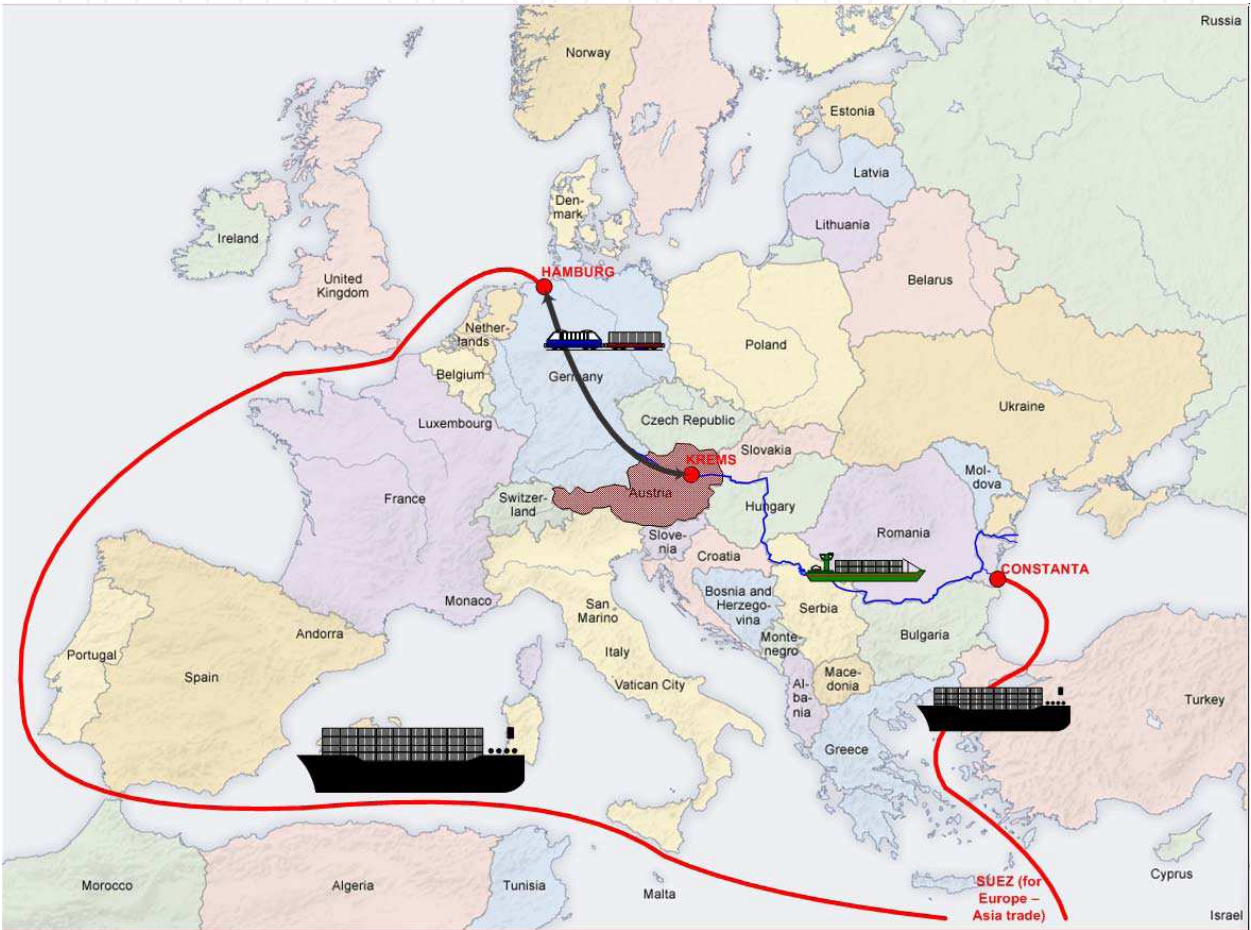 Russia
Norway
Estonia
Latvia
Den-
mark
Lithuania
Ireland
United
Kingdom
HAMBURG
Belarus
Nether-
lands
Poland
Belgium
Germany
Ukraine
Luxembourg
Czech Republic
Slovakia
KREMS
Mol-
dova
France
Switzer-
land
Austria
Hungary
Romania
Slove-
nia
Croatia
CONSTANTA
Bosnia and
Herzego-
vina
Monaco
San
Marino
Serbia
Andorra
Bulgaria
Monte-
negro
Portugal
Italy
Spain
Vatican City
Mace-
donia
Al-
ba-
nia
Turkey
Greece
Cyprus
Morocco
Algeria
Tunisia
Malta
SUEZ (for
Europe –
Asia trade)
Israel